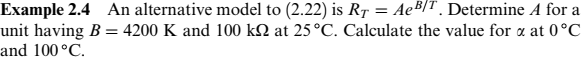 Example 2.4 An alternative model to (2.22) is R_T = Ae^{B/T}. Determine A for a
unit having B = 4200 K and 100 kΩ at 25 °C. Calculate the value for α at 0 °C
and 100 °C.